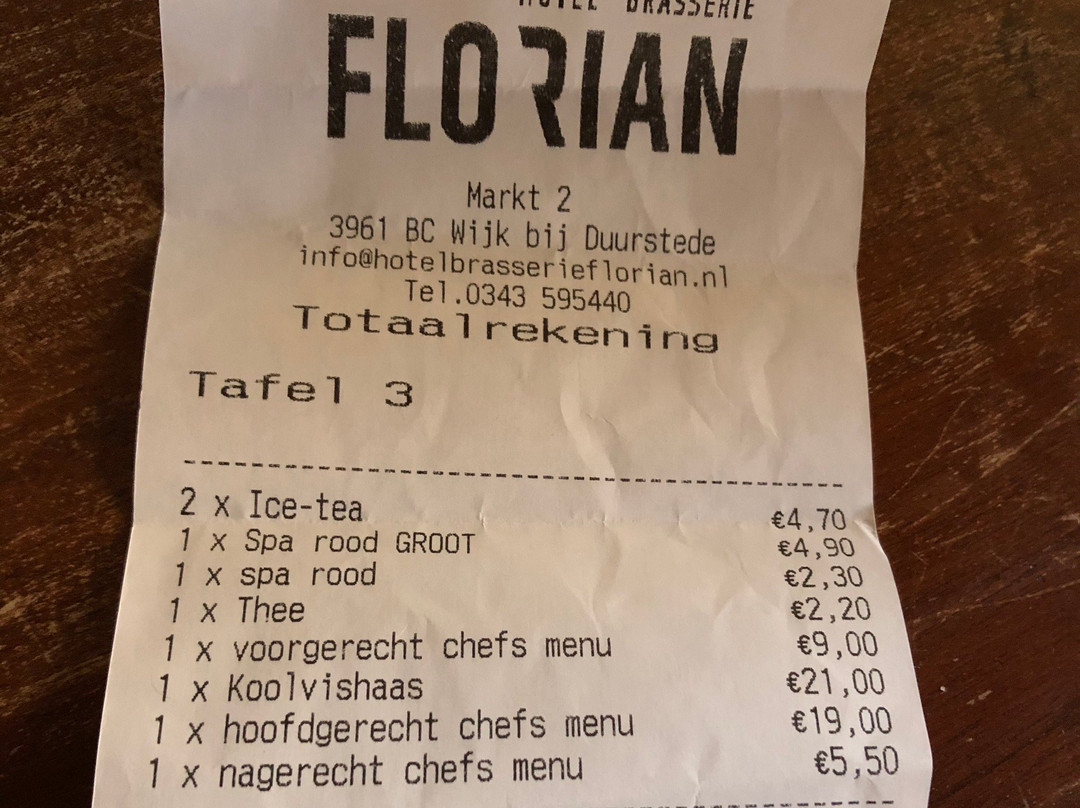 HOTEL BRASSERIE
FLORIAN
Markt 2
3961 BC Wijk bij Duurstede
info@hotelbrasserieflorian.nl
Tel.0343 595440
Totaalrekening
Tafel 3
2 x Ice-tea €4,70
1 x Spa rood GROOT €4,90
1 x spa rood €2,30
1 x Thee €2,20
1 x voorgerecht chefs menu €9,00
1 x Koolvishaas €21,00
1 x hoofdgerecht chefs menu €19,00
1 x nagerecht chefs menu €5,50